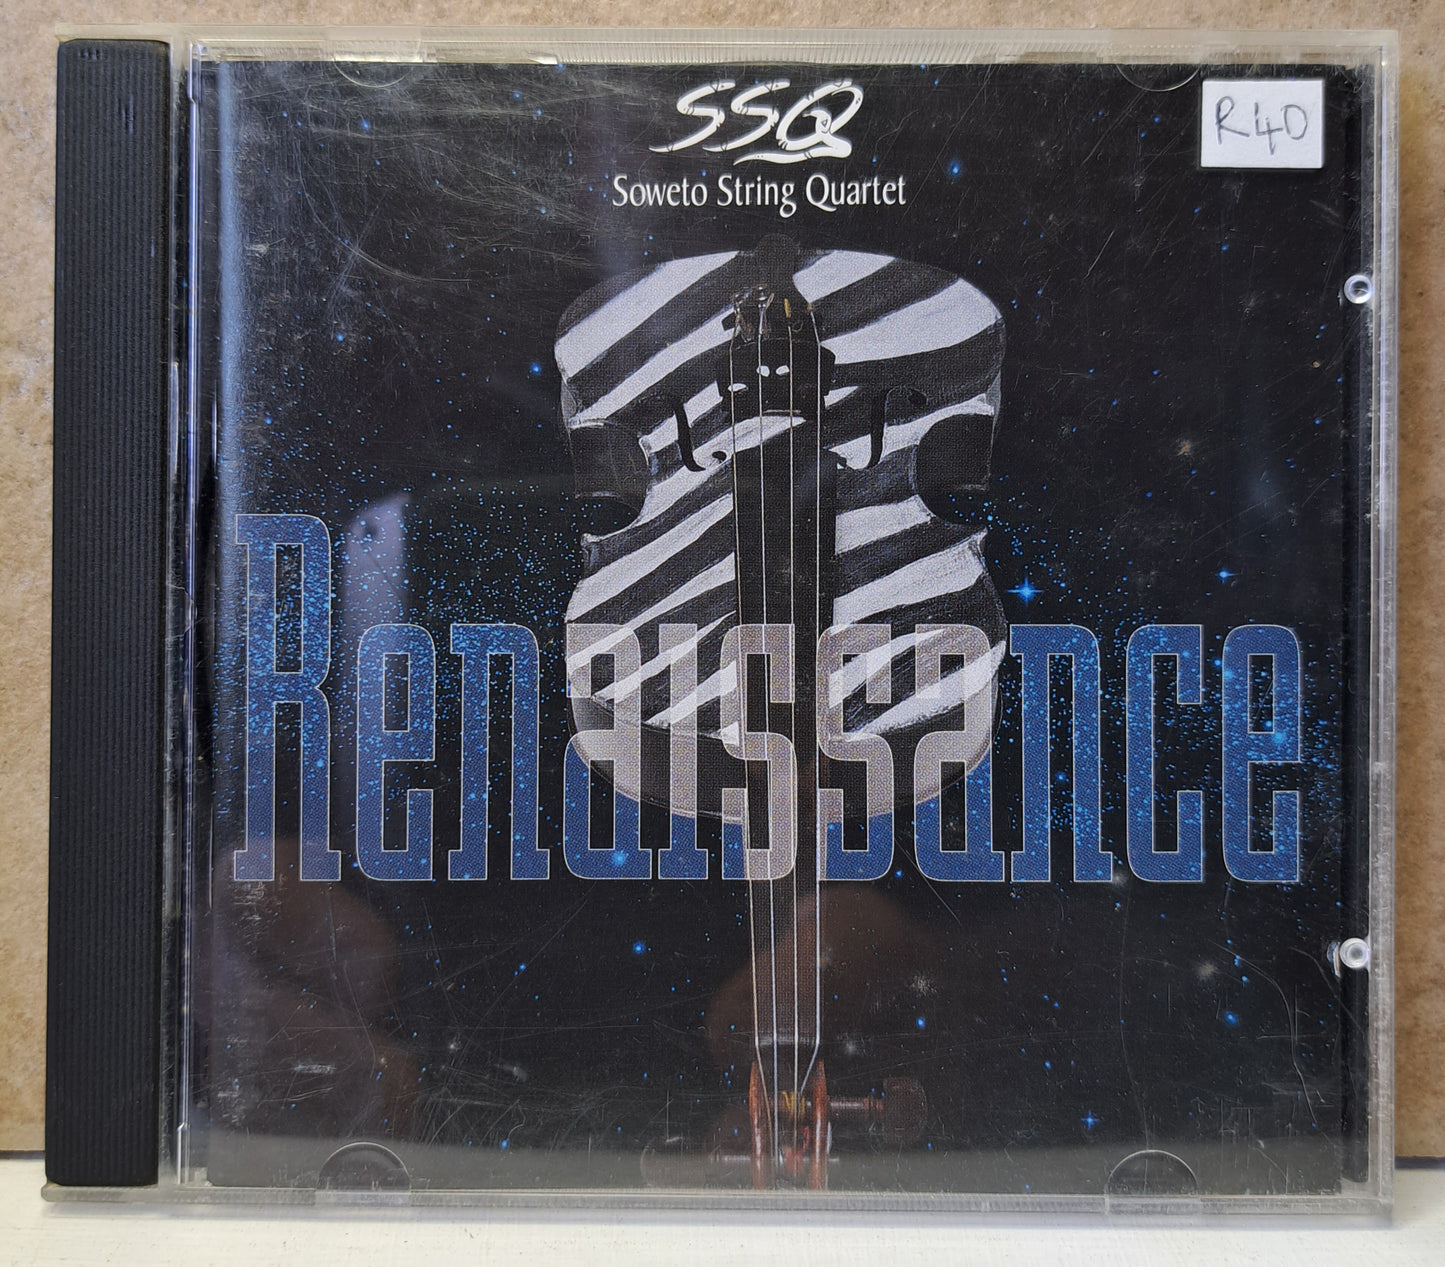 SSQ
Soweto String Quartet
R40
Renaissance